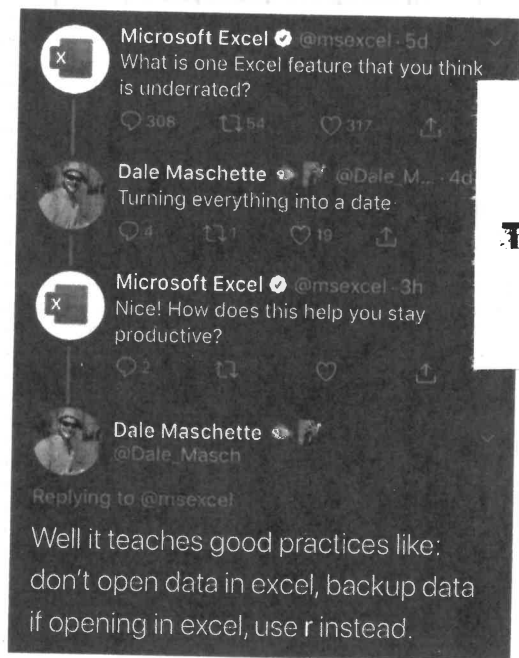 Microsoft Excel @msexcel · 5d
What is one Excel feature that you think
is underrated?
308 54 317
Dale Maschette @Dale_M... · 4d
Turning everything into a date
4 1 19
Microsoft Excel @msexcel · 3h
Nice! How does this help you stay
productive?
2
Dale Maschette
@Dale_Masch
Replying to @msexcel
Well it teaches good practices like:
don't open data in excel, backup data
if opening in excel, use r instead.